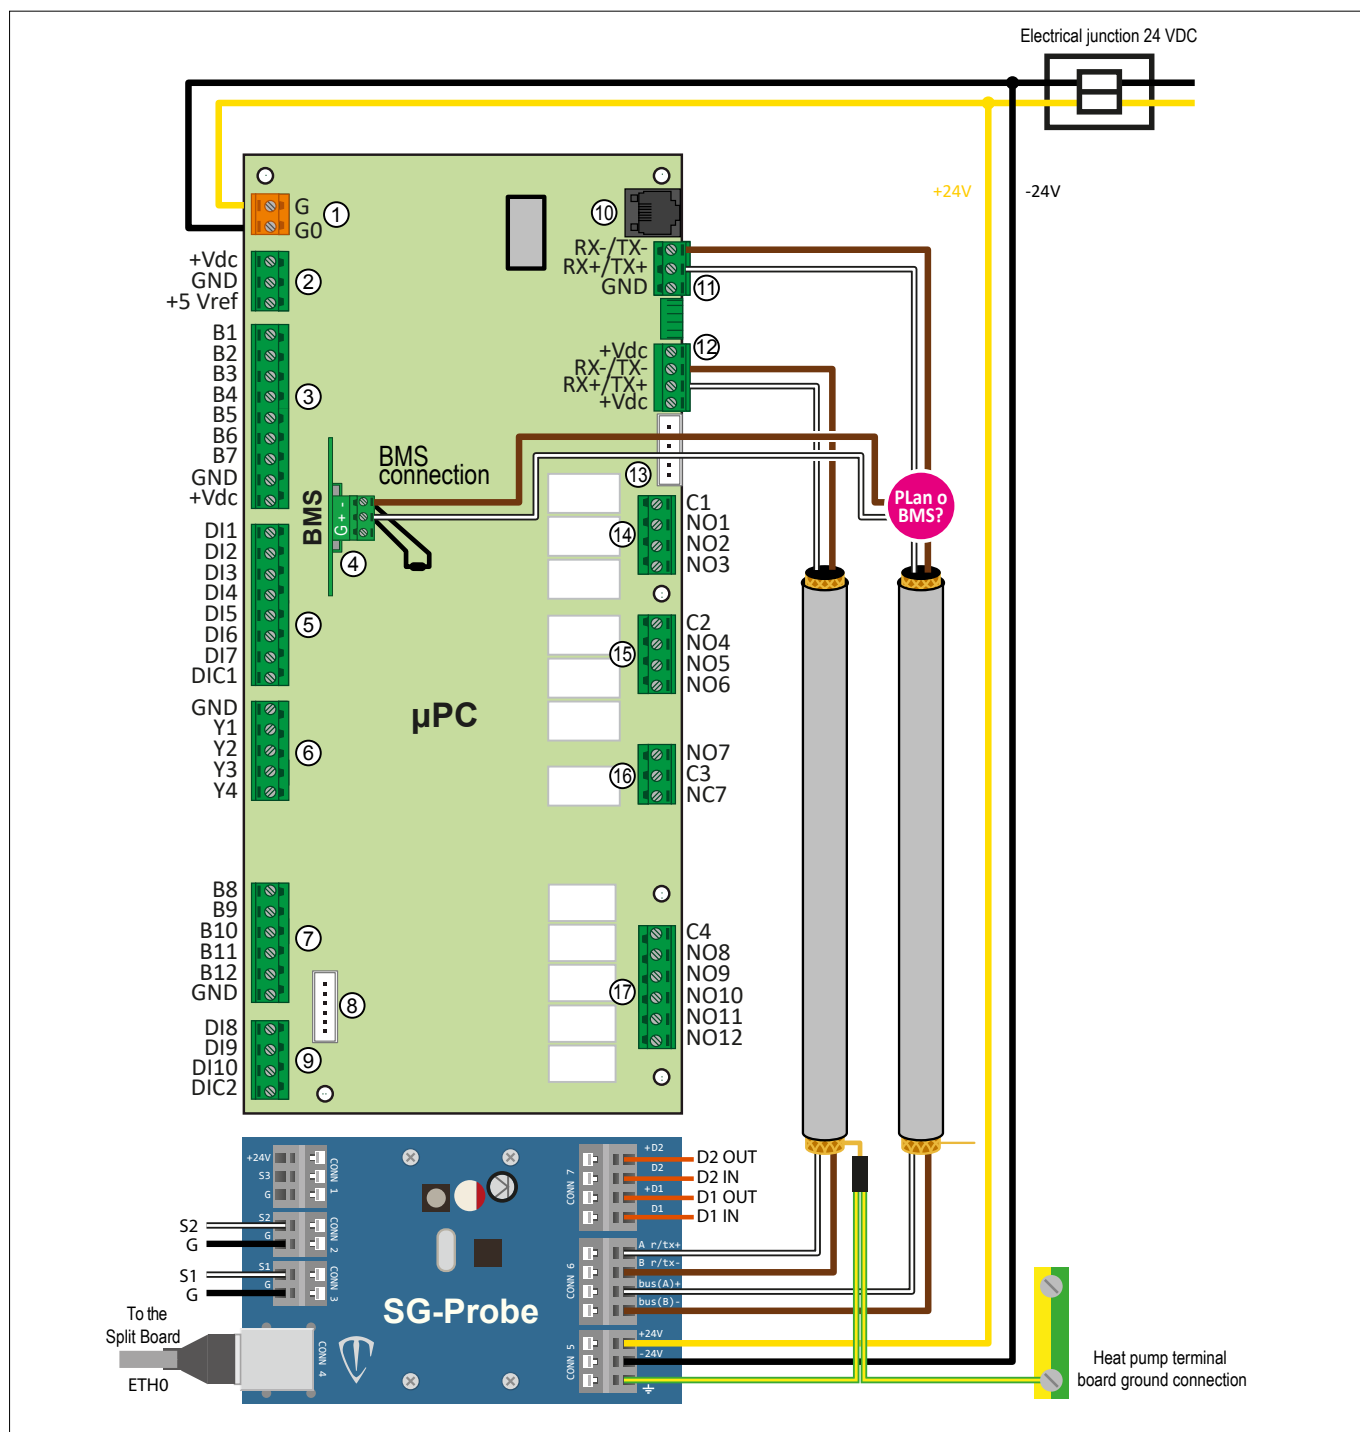 Electrical junction 24 VDC
+24V
-24V
G
G0
1
+Vdc
GND
+5 Vref
2
B1
B2
B3
B4
B5
B6
B7
GND
+Vdc
3
BMS
G + -
4
BMS
connection
DI1
DI2
DI3
DI4
DI5
DI6
DI7
DIC1
5
GND
Y1
Y2
Y3
Y4
6
µPC
B8
B9
B10
B11
B12
GND
7
8
DI8
DI9
DI10
DIC2
9
10
RX-/TX-
RX+/TX+
GND
11
12
+Vdc
RX-/TX-
RX+/TX+
+Vdc
13
PLan o
BMS?
14
C1
NO1
NO2
NO3
15
C2
NO4
NO5
NO6
16
NO7
C3
NC7
17
C4
NO8
NO9
NO10
NO11
NO12
+24V
S3
G
CONN 1
S2
G
S2
G
CONN 2
S1
G
S1
G
CONN 3
To the
Split Board
ETH0
CONN 4
SG-Probe
CONN 7
+D2
D2
+D1
D1
D2 OUT
D2 IN
D1 OUT
D1 IN
CONN 6
A r/tx+
B r/tx-
bus(A)+
bus(B)-
CONN 5
+24V
-24V
Heat pump terminal
board ground connection